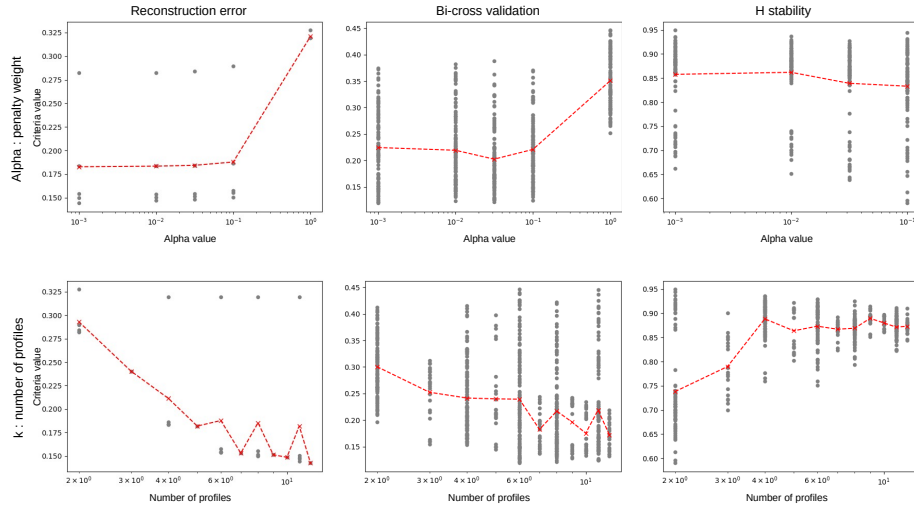 Reconstruction error
Bi-cross validation
H stability
Alpha : penalty weight
Criteria value
0.325
0.300
0.275
0.250
0.225
0.200
0.175
0.150
10⁻³
10⁻²
10⁻¹
10⁰
Alpha value
0.45
0.40
0.35
0.30
0.25
0.20
0.15
10⁻³
10⁻²
10⁻¹
10⁰
Alpha value
0.95
0.90
0.85
0.80
0.75
0.70
0.65
0.60
10⁻³
10⁻²
10⁻¹
Alpha value
k : number of profiles
Criteria value
0.325
0.300
0.275
0.250
0.225
0.200
0.175
0.150
2 × 10⁰
3 × 10⁰
4 × 10⁰
6 × 10⁰
10¹
Number of profiles
0.45
0.40
0.35
0.30
0.25
0.20
0.15
2 × 10⁰
3 × 10⁰
4 × 10⁰
6 × 10⁰
10¹
Number of profiles
0.95
0.90
0.85
0.80
0.75
0.70
0.65
0.60
2 × 10⁰
3 × 10⁰
4 × 10⁰
6 × 10⁰
10¹
Number of profiles